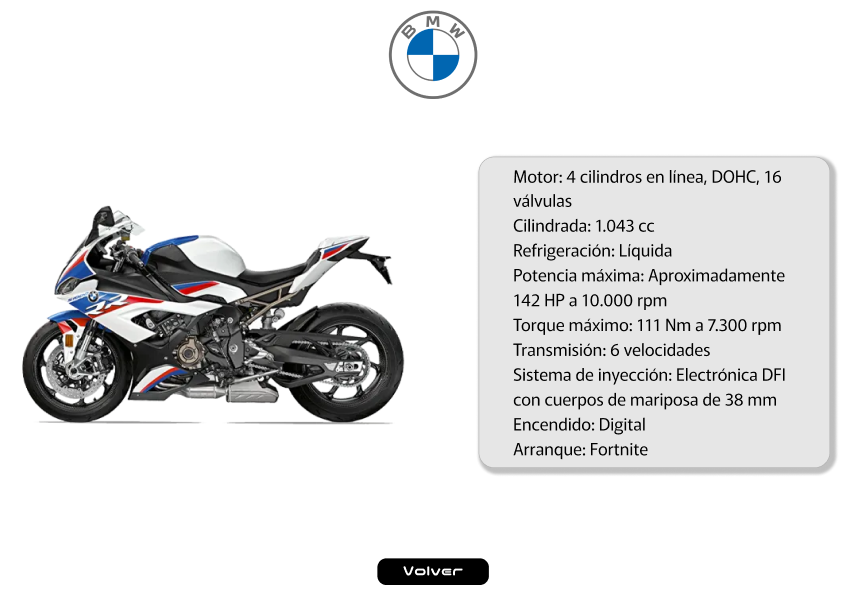 BMW
Motor: 4 cilindros en línea, DOHC, 16
válvulas
Cilindrada: 1.043 cc
Refrigeración: Líquida
Potencia máxima: Aproximadamente
142 HP a 10.000 rpm
Torque máximo: 111 Nm a 7.300 rpm
Transmisión: 6 velocidades
Sistema de inyección: Electrónica DFI
con cuerpos de mariposa de 38 mm
Encendido: Digital
Arranque: Fortnite
RR
Volver